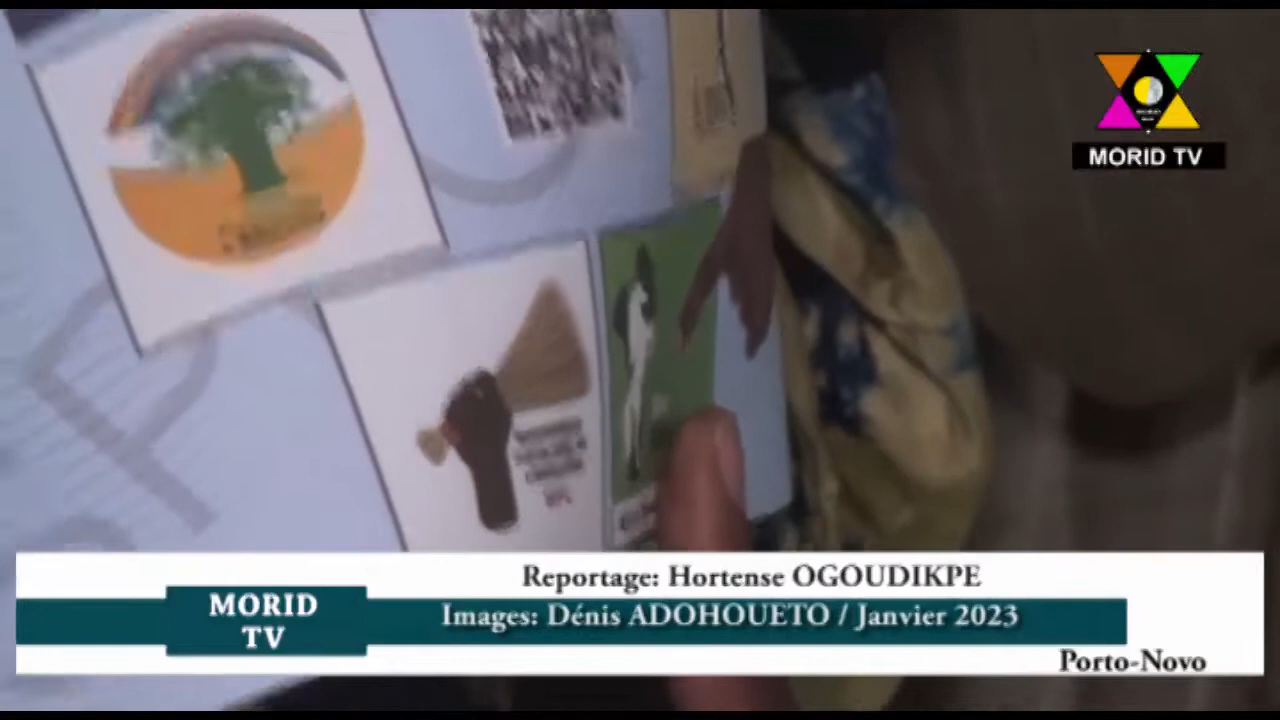 MORID TV
Reportage: Hortense OGOUDIKPE
MORID
TV
Images: Dénis ADOHOUETO / Janvier 2023
Porto-Novo